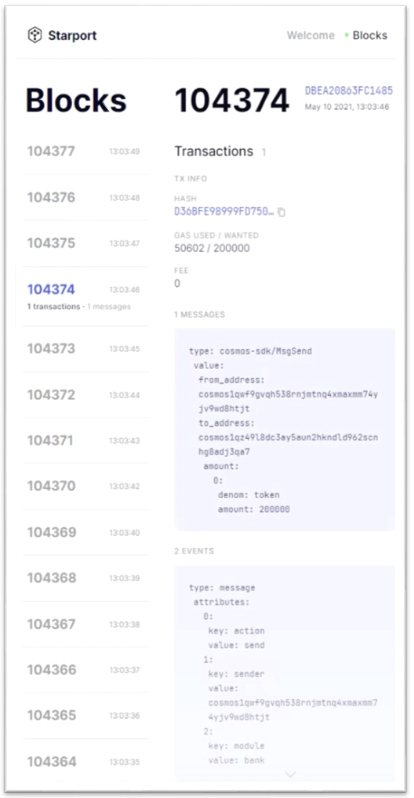 Starport
Welcome
Blocks
Blocks
104377 13:03:49
104376 13:03:48
104375 13:03:47
104374 13:03:46
1 transactions · 1 messages
104373 13:03:45
104372 13:03:44
104371 13:03:43
104370 13:03:42
104369 13:03:40
104368 13:03:39
104367 13:03:38
104366 13:03:37
104365 13:03:36
104364 13:03:35
104374
DBEA20863FC1485
May 10 2021, 13:03:46
Transactions 1
TX INFO
HASH
D36BFE98999FD750…
GAS USED / WANTED
50602 / 200000
FEE
0
1 MESSAGES
type: cosmos-sdk/MsgSend
value:
from_address:
cosmos1qwf9gvqh538rnjmtnq4xmaxmm74y
jv9wd8htjt
to_address:
cosmos1qz49l8dc3ay5aun2hkndld962scn
hg8adj3qa7
amount:
0:
denom: token
amount: 200000
2 EVENTS
type: message
attributes:
0:
key: action
value: send
1:
key: sender
value:
cosmos1qwf9gvqh538rnjmtnq4xmaxmm7
4yjv9wd8htjt
2:
key: module
value: bank